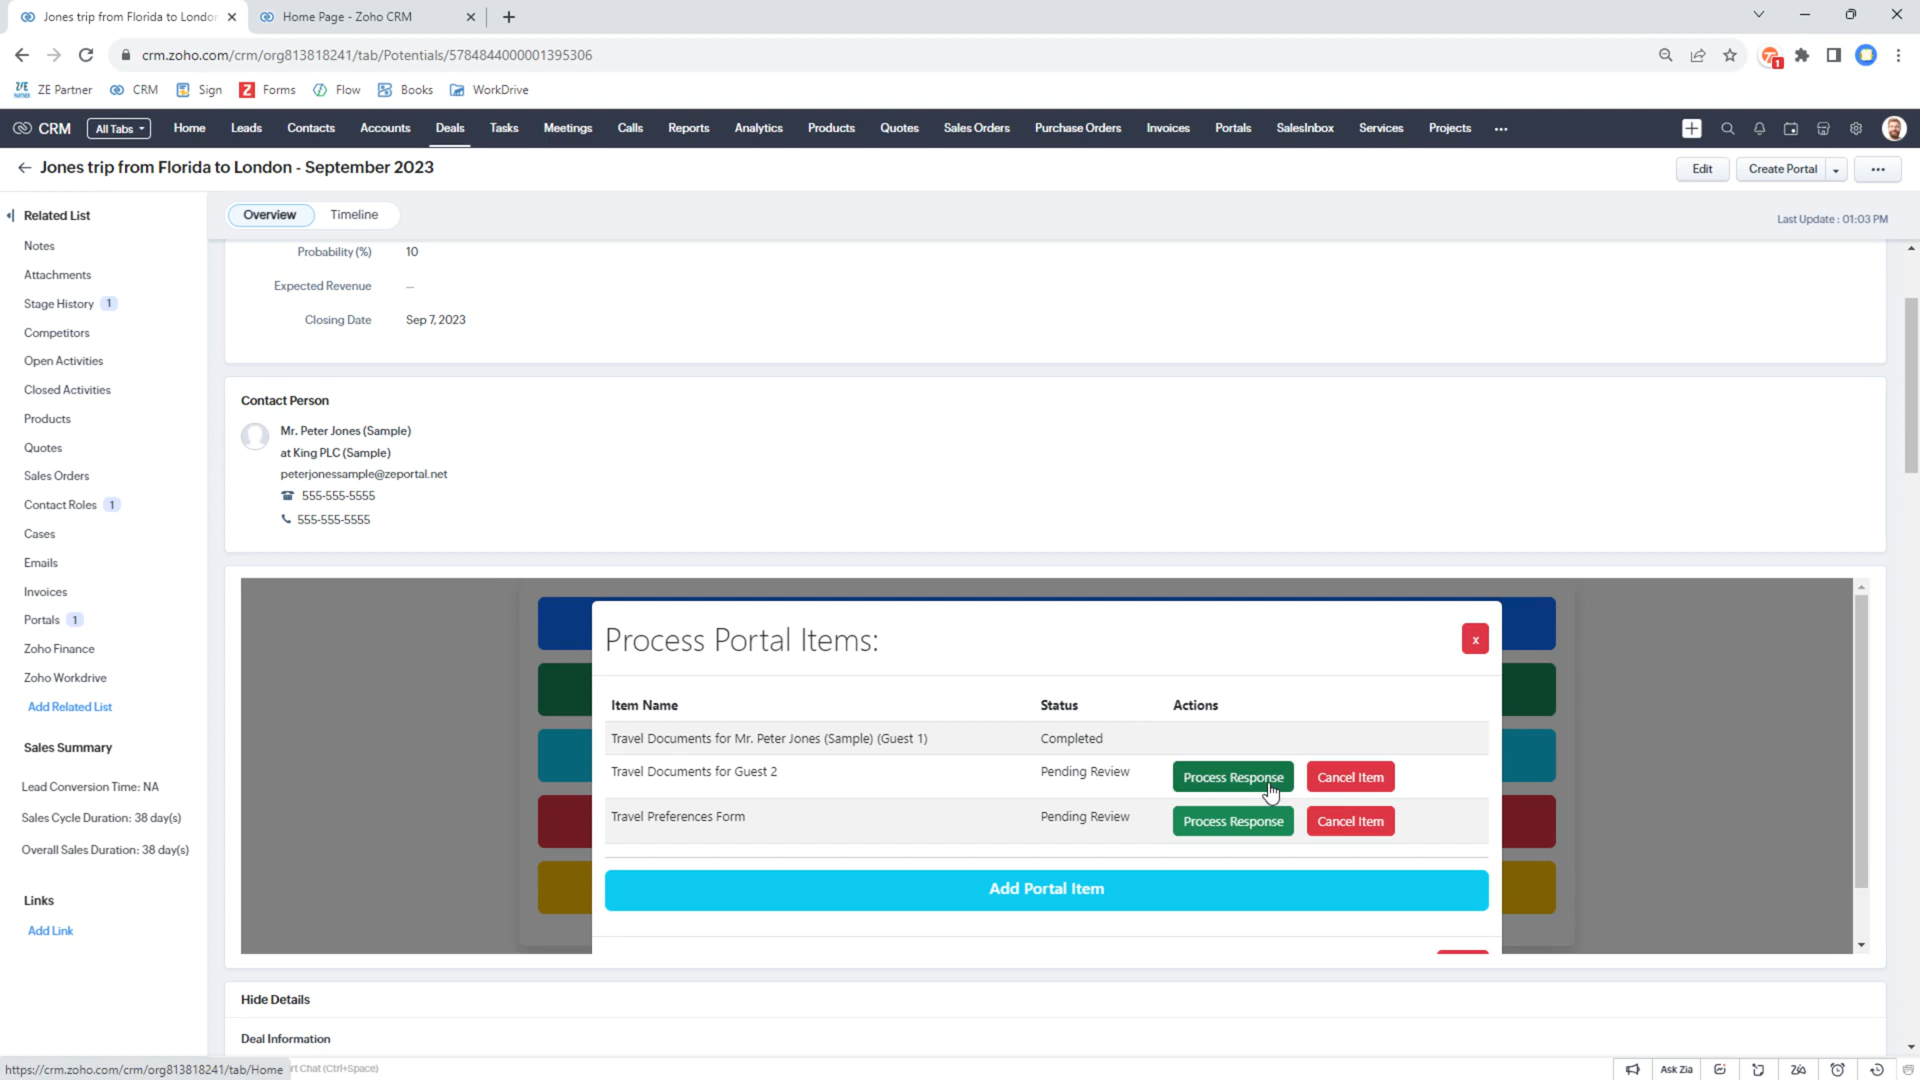 Jones trip from Florida to London
Home Page - Zoho CRM
crm.zoho.com/crm/org813818241/tab/Potentials/5784844000001395306
1
ZE Partner CRM Sign Forms Flow Books WorkDrive
CRM All Tabs Home Leads Contacts Accounts Deals Tasks Meetings Calls Reports Analytics Products Quotes Sales Orders Purchase Orders Invoices Portals SalesInbox Services Projects
Jones trip from Florida to London - September 2023
Edit Create Portal
Related List
Overview Timeline
Last Update : 01:03 PM
Notes
Attachments
Stage History 1
Competitors
Open Activities
Closed Activities
Products
Quotes
Sales Orders
Contact Roles 1
Cases
Emails
Invoices
Portals 1
Zoho Finance
Zoho Workdrive
Add Related List
Sales Summary
Lead Conversion Time: NA
Sales Cycle Duration: 38 day(s)
Overall Sales Duration: 38 day(s)
Links
Add Link
Probability (%) 10
Expected Revenue —
Closing Date Sep 7, 2023
Contact Person
Mr. Peter Jones (Sample)
at King PLC (Sample)
peterjonessample@zeportal.net
555-555-5555
555-555-5555
Process Portal Items:
x
Item Name Status Actions
Travel Documents for Mr. Peter Jones (Sample) (Guest 1) Completed
Travel Documents for Guest 2 Pending Review Process Response Cancel Item
Travel Preferences Form Pending Review Process Response Cancel Item
Add Portal Item
Hide Details
Deal Information
https://crm.zoho.com/crm/org813818241/tab/Home
rt Chat (Ctrl+Space)
Ask Zia